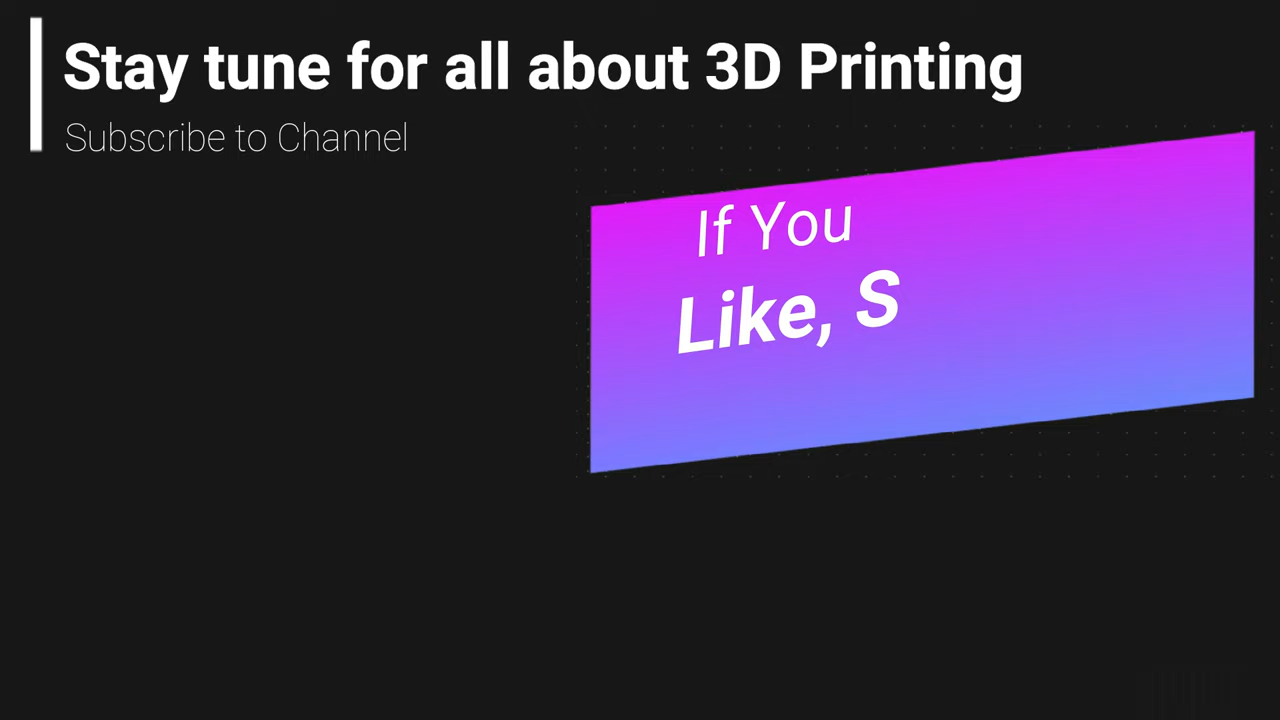 Stay tune for all about 3D Printing
Subscribe to Channel
If You
Like, S